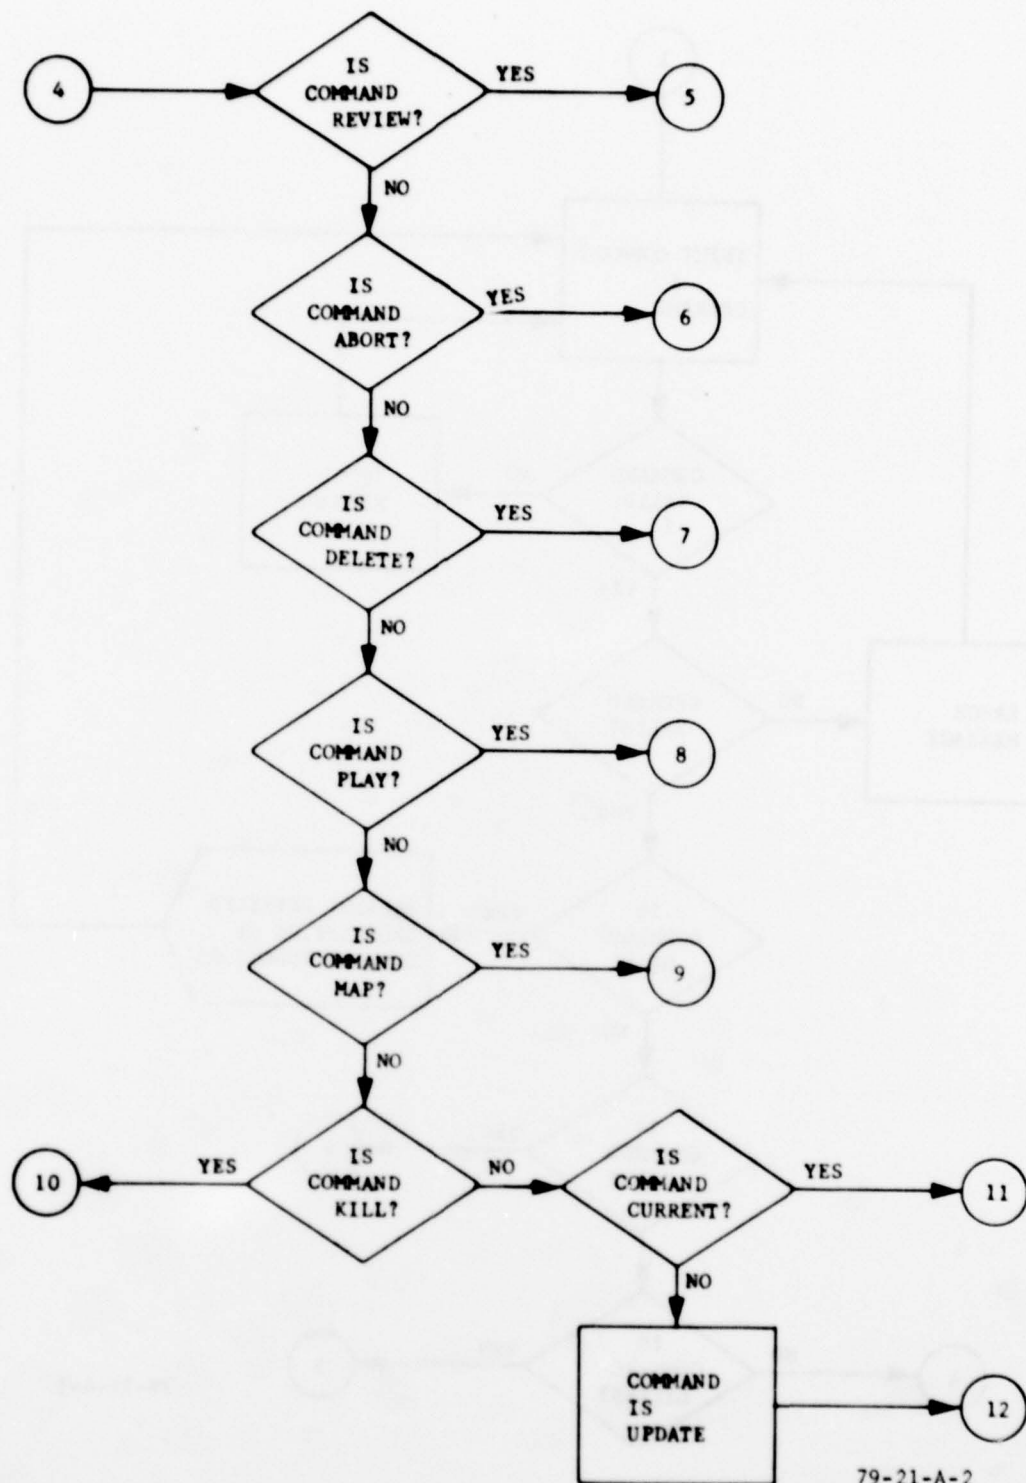 4
IS
COMMAND
REVIEW?
YES
5
NO
IS
COMMAND
ABORT?
YES
6
NO
IS
COMMAND
DELETE?
YES
7
NO
IS
COMMAND
PLAY?
YES
8
NO
IS
COMMAND
MAP?
YES
9
NO
10
YES
IS
COMMAND
KILL?
NO
IS
COMMAND
CURRENT?
YES
11
NO
COMMAND
IS
UPDATE
12
79-21-A-2